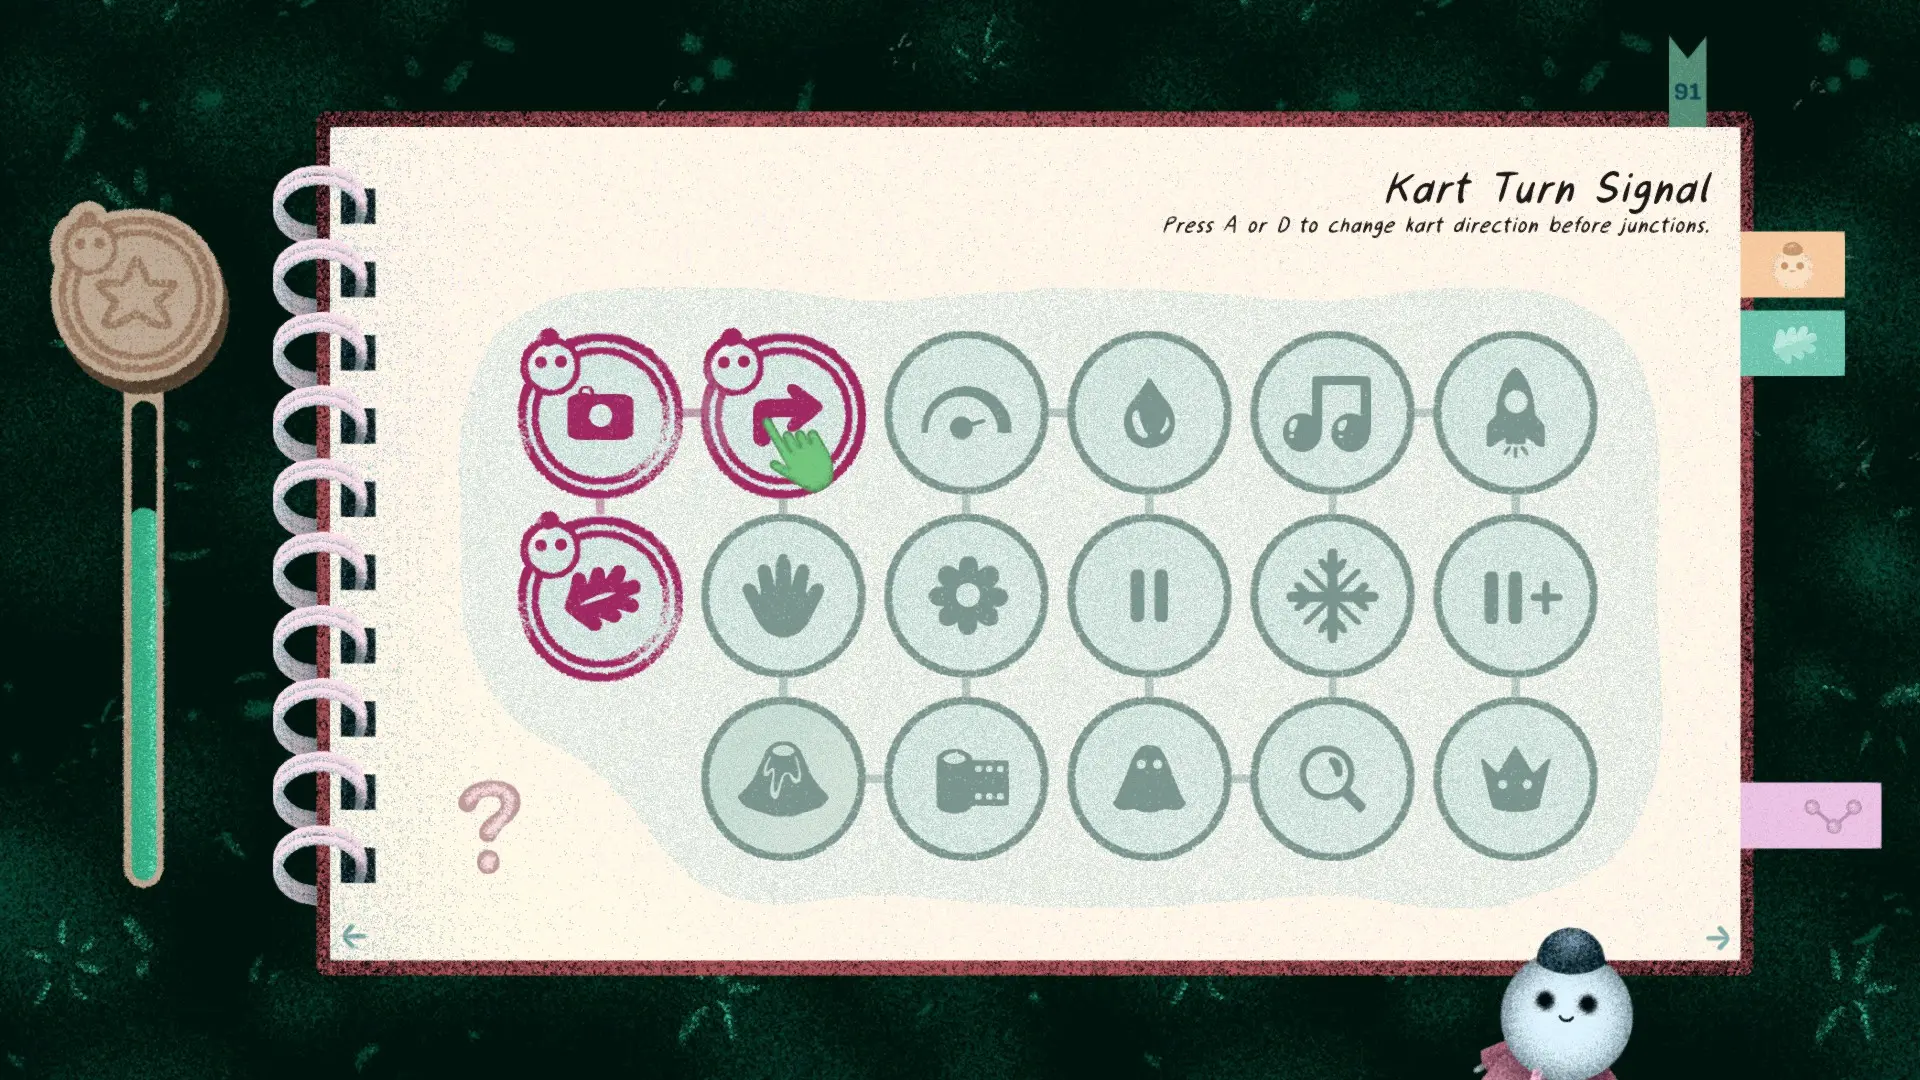 91
Kart Turn Signal
Press A or D to change kart direction before junctions.
?